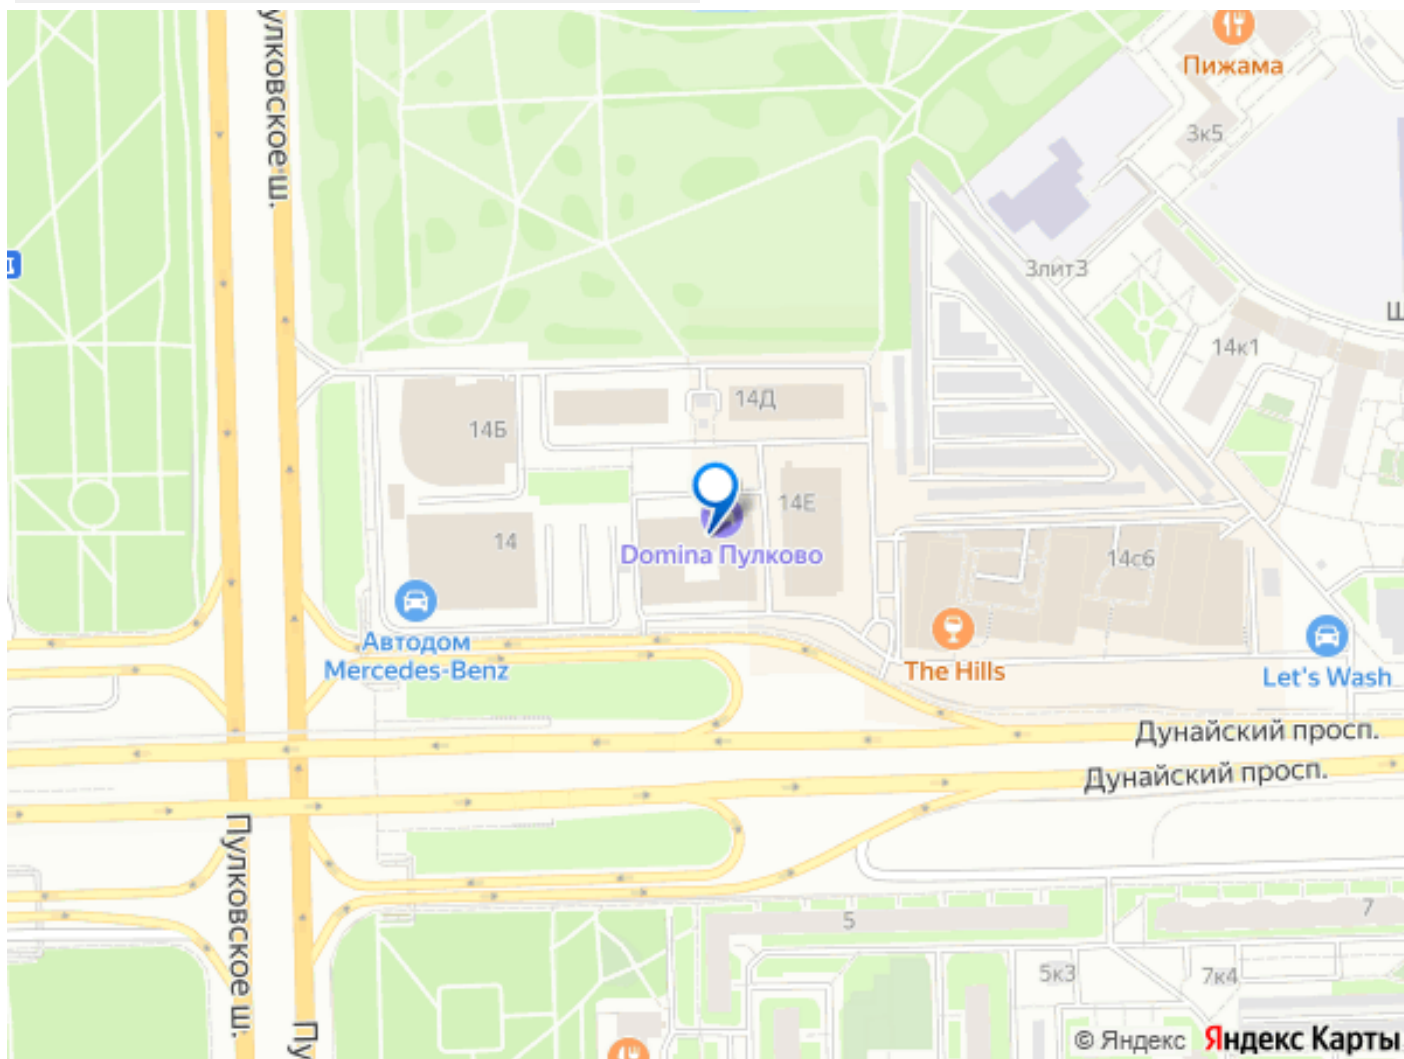 Пулковское ш.
Пижама
3к5
3лит3
14к1
14Д
14Б
14Е
14
Domina Пулково
14с6
Автодом
Mercedes-Benz
The Hills
Let's Wash
Дунайский просп.
Дунайский просп.
Пулковское ш.
5
7
5к3
7к4
© Яндекс Яндекс Карты